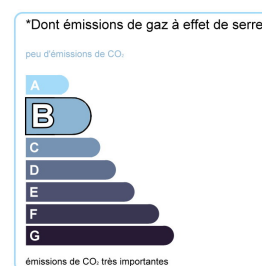 *Dont émissions de gaz à effet de serre
peu d'émissions de CO₂
A
B
C
D
E
F
G
émissions de CO₂ très importantes